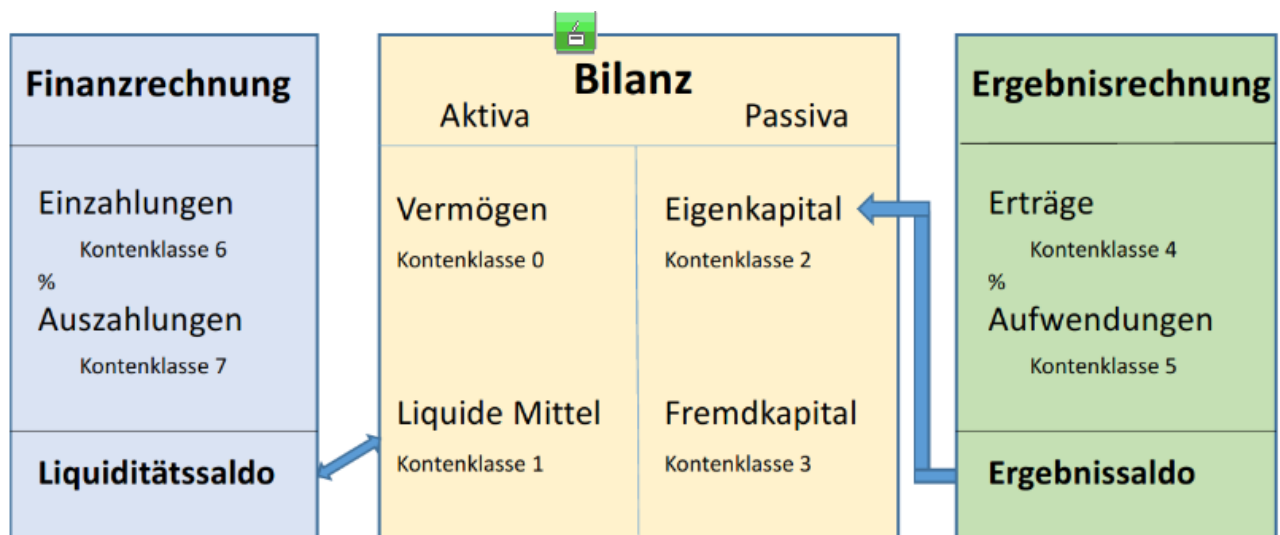 Finanzrechnung
Einzahlungen
Kontenklasse 6
%
Auszahlungen
Kontenklasse 7
Liquiditätssaldo
Bilanz
Aktiva Passiva
Vermögen
Kontenklasse 0
Liquide Mittel
Kontenklasse 1
Eigenkapital
Kontenklasse 2
Fremdkapital
Kontenklasse 3
Ergebnisrechnung
Erträge
Kontenklasse 4
%
Aufwendungen
Kontenklasse 5
Ergebnissaldo